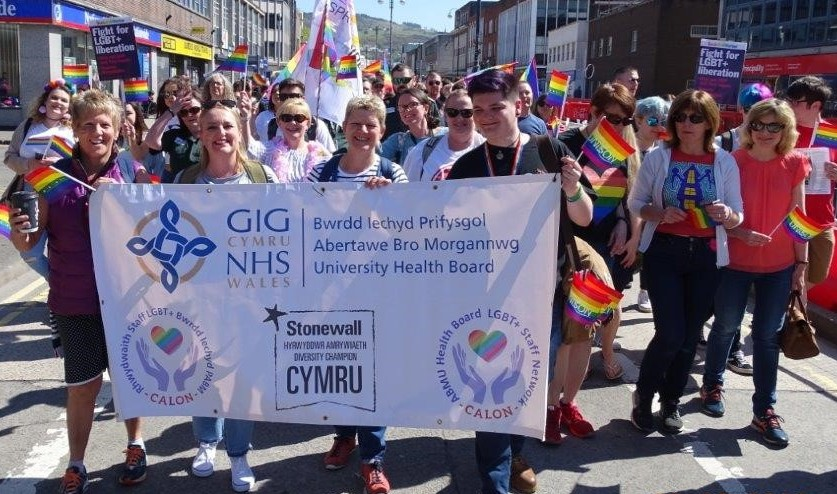 Fight for
LGBT+
liberation
Fight for
LGBT+
liberation
GIG
CYMRU
NHS
WALES
Bwrdd Iechyd Prifysgol
Abertawe Bro Morgannwg
University Health Board
Rhwydwaith Staff LGBT+ Bwrdd Iechyd PABM
- CALON -
Stonewall
HYRWYDDWR AMRYWIAETH
DIVERSITY CHAMPION
CYMRU
ABMU Health Board LGBT+ Staff Network
- CALON -
UNISON